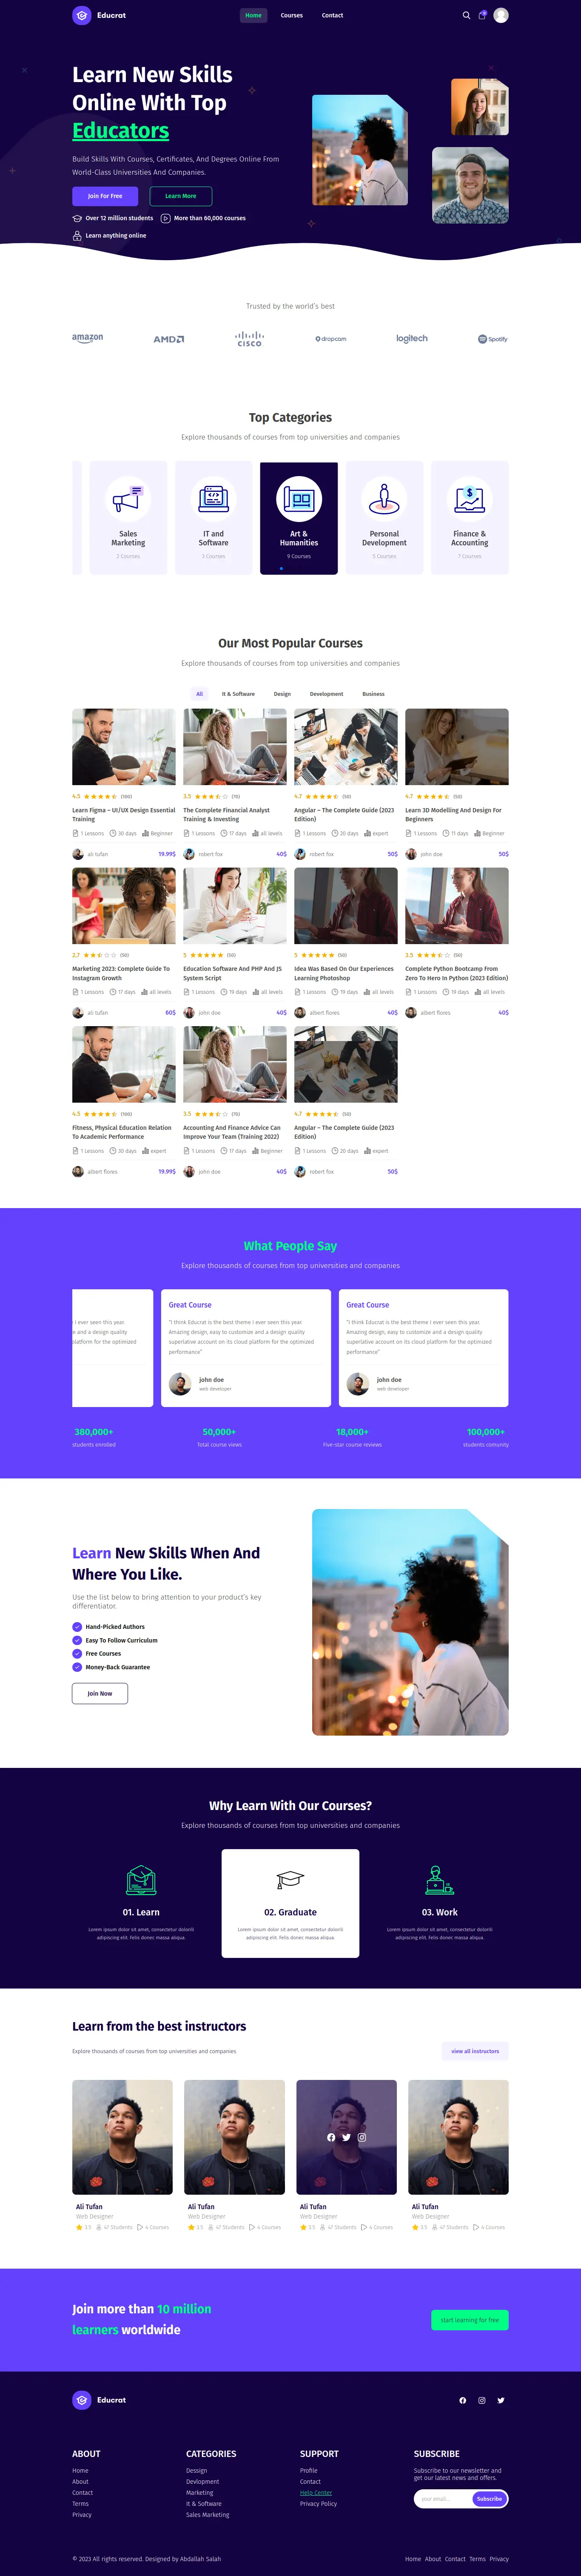 Educrat
Home Courses Contact
Learn New Skills
Online With Top
Educators
Build Skills With Courses, Certificates, And Degrees Online From
World-Class Universities And Companies.
Join For Free Learn More
Over 12 million students More than 60,000 courses
Learn anything online
Trusted by the world's best
amazon AMD CISCO dropcam logitech Spotify
Top Categories
Explore thousands of courses from top universities and companies
Sales
Marketing
2 Courses
IT and
Software
3 Courses
Art &
Humanities
9 Courses
Personal
Development
5 Courses
Finance &
Accounting
7 Courses
Our Most Popular Courses
Explore thousands of courses from top universities and companies
All It & Software Design Development Business
4.5 (190)
Learn Figma – UI/UX Design Essential
Training
1 Lessons 30 days Beginner
ali tufan 19.99$
3.5 (70)
The Complete Financial Analyst
Training & Investing
1 Lessons 17 days all levels
robert fox 40$
4.7 (50)
Angular – The Complete Guide (2023
Edition)
1 Lessons 20 days expert
robert fox 50$
4.7 (50)
Learn 3D Modelling And Design For
Beginners
1 Lessons 11 days Beginner
john doe 50$
2.7 (50)
Marketing 2023: Complete Guide To
Instagram Growth
1 Lessons 17 days all levels
ali tufan 60$
5 (50)
Education Software And PHP And JS
System Script
1 Lessons 19 days all levels
john doe 40$
5 (50)
Idea Was Based On Our Experiences
Learning Photoshop
1 Lessons 19 days all levels
albert flores 40$
3.5 (50)
Complete Python Bootcamp From
Zero To Hero In Python (2023 Edition)
1 Lessons 19 days all levels
albert flores 40$
4.5 (190)
Fitness, Physical Education Relation
To Academic Performance
1 Lessons 30 days expert
albert flores 19.99$
3.5 (70)
Accounting And Finance Advice Can
Improve Your Team (Training 2022)
1 Lessons 17 days Beginner
john doe 40$
4.7 (50)
Angular – The Complete Guide (2023
Edition)
1 Lessons 20 days expert
robert fox 50$
What People Say
Explore thousands of courses from top universities and companies
I ever seen this year.
e and a design quality
platform for the optimized
Great Course
"I think Educrat is the best theme I ever seen this year.
Amazing design, easy to customize and a design quality
superlative account on its cloud platform for the optimized
performance"
john doe
web developer
Great Course
"I think Educrat is the best theme I ever seen this year.
Amazing design, easy to customize and a design quality
superlative account on its cloud platform for the optimized
performance"
john doe
web developer
380,000+ 50,000+ 18,000+ 100,000+
students enrolled Total course views Five-star course reviews students comunity
Learn New Skills When And
Where You Like.
Use the list below to bring attention to your product's key
differentiator.
Hand-Picked Authors
Easy To Follow Curriculum
Free Courses
Money-Back Guarantee
Join Now
Why Learn With Our Courses?
Explore thousands of courses from top universities and companies
01. Learn
Lorem ipsum dolor sit amet, consectetur dolorili
adipiscing elit. Felis donec massa aliqua.
02. Graduate
Lorem ipsum dolor sit amet, consectetur dolorili
adipiscing elit. Felis donec massa aliqua.
03. Work
Lorem ipsum dolor sit amet, consectetur dolorili
adipiscing elit. Felis donec massa aliqua.
Learn from the best instructors
Explore thousands of courses from top universities and companies view all instructors
Ali Tufan Ali Tufan Ali Tufan Ali Tufan
Web Designer Web Designer Web Designer Web Designer
3.5 47 Students 4 Courses 3.5 47 Students 4 Courses 3.5 47 Students 4 Courses 3.5 47 Students 4 Courses
Join more than 10 million
learners worldwide
start learning for free
Educrat
ABOUT
Home
About
Contact
Terms
Privacy
CATEGORIES
Dessign
Devlopment
Marketing
It & Software
Sales Marketing
SUPPORT
Profile
Contact
Help Center
Privacy Policy
SUBSCRIBE
Subscribe to our newsletter and
get our latest news and offers.
your email... Subscribe
© 2023 All rights reserved. Designed by Abdallah Salah Home About Contact Terms Privacy